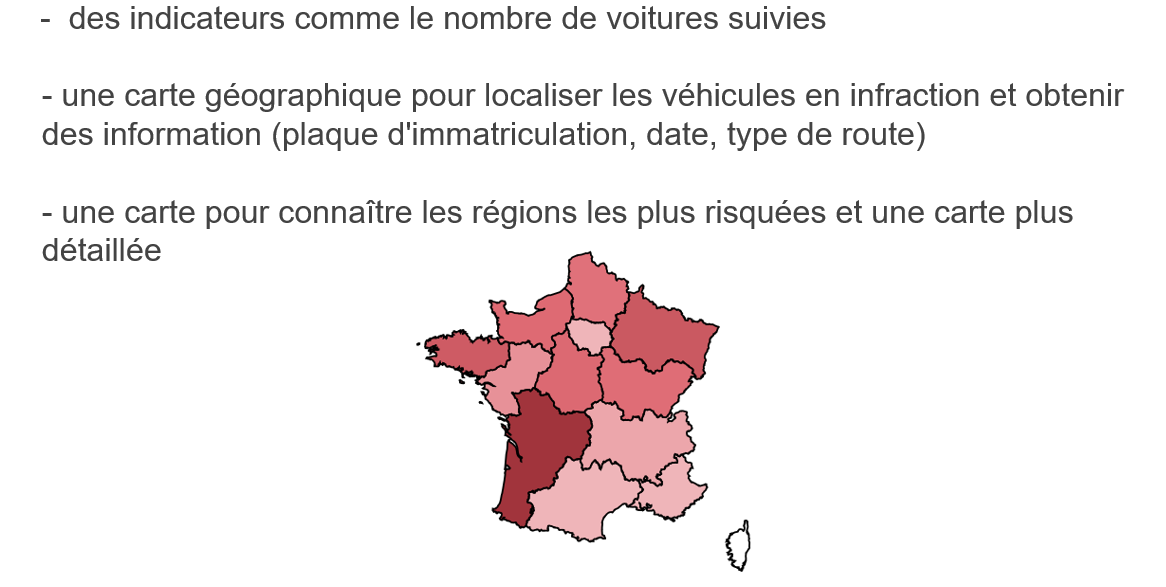 - des indicateurs comme le nombre de voitures suivies
- une carte géographique pour localiser les véhicules en infraction et obtenir
des information (plaque d'immatriculation, date, type de route)
- une carte pour connaître les régions les plus risquées et une carte plus
détaillée